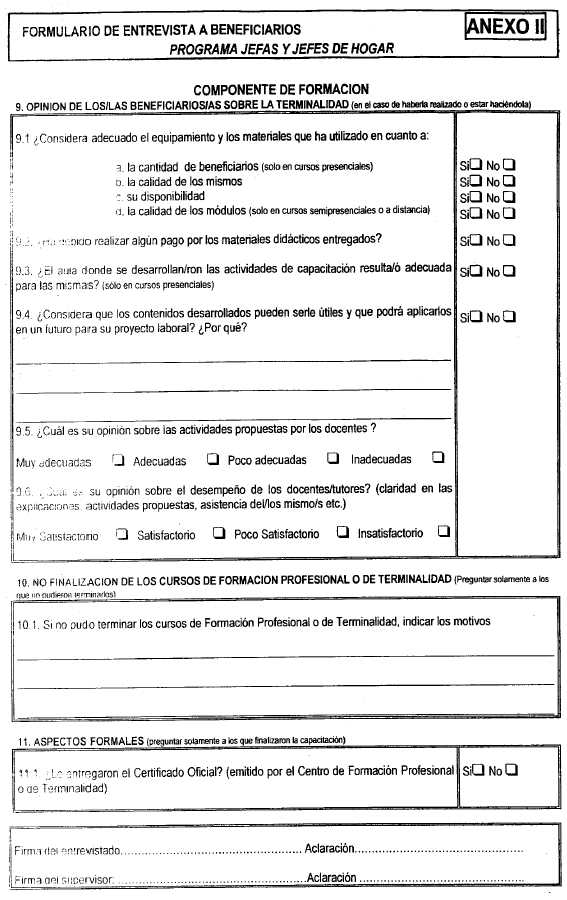 FORMULARIO DE ENTREVISTA A BENEFICIARIOS
ANEXO II
PROGRAMA JEFAS Y JEFES DE HOGAR
COMPONENTE DE FORMACION
9. OPINION DE LOS/LAS BENEFICIARIOS/AS SOBRE LA TERMINALIDAD (en el caso de haberla realizado o estar haciéndola)
9.1 ¿Considera adecuado el equipamiento y los materiales que ha utilizado en cuanto a:
a. la cantidad de beneficiarios (solo en cursos presenciales) Si No
b. la calidad de los mismos Si No
c. su disponibilidad Si No
d. la calidad de los módulos (solo en cursos semipresenciales o a distancia) Si No
9.2. debido realizar algún pago por los materiales didácticos entregados? Si No
9.3. ¿El aula donde se desarrollan/ron las actividades de capacitación resulta/ó adecuada Si No
para las mismas? (sólo en cursos presenciales)
9.4. ¿Considera que los contenidos desarrollados pueden serle útiles y que podrá aplicarlos Si No
en un futuro para su proyecto laboral? ¿Por qué?
9.5. ¿Cuál es su opinión sobre las actividades propuestas por los docentes ?
Muy adecuadas Adecuadas Poco adecuadas Inadecuadas
9.6. ¿Cuál es su opinión sobre el desempeño de los docentes/tutores? (claridad en las
explicaciones, actividades propuestas, asistencia del/los mismo/s etc.)
Muy Satisfactorio Satisfactorio Poco Satisfactorio Insatisfactorio
10. NO FINALIZACION DE LOS CURSOS DE FORMACION PROFESIONAL O DE TERMINALIDAD (Preguntar solamente a los
que no pudieron terminarlos)
10.1. Si no pudo terminar los cursos de Formación Profesional o de Terminalidad, indicar los motivos
11. ASPECTOS FORMALES (preguntar solamente a los que finalizaron la capacitación)
11.1. ¿Le entregaron el Certificado Oficial? (emitido por el Centro de Formación Profesional Si No
o de Terminalidad)
Firma del entrevistado.................................................. Aclaración..................................................
Firma del supervisor:.................................................. Aclaración ..................................................